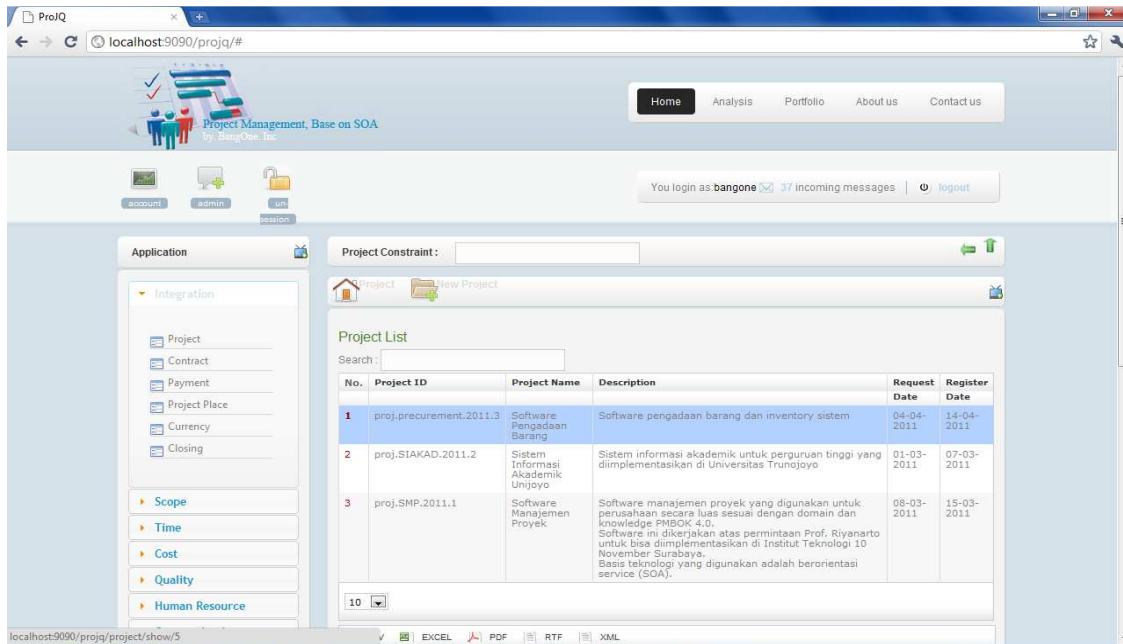 ProJQ
localhost:9090/projq/#
Project Management, Base on SOA
by BangOne, Inc
Home Analysis Portfolio About us Contact us
account admin un-
session
You login as:bangone 37 incoming messages | logout
Application
Project Constraint :
Integration
Project
Contract
Payment
Project Place
Currency
Closing
Scope
Time
Cost
Quality
Human Resource
Project New Project
Project List
Search :
No. Project ID Project Name Description Request Date Register Date
1 proj.precurement.2011.3 Software Pengadaan Barang Software pengadaan barang dan inventory sistem 04-04-2011 14-04-2011
2 proj.SIAKAD.2011.2 Sistem Informasi Akademik Unijoyo Sistem informasi akademik untuk perguruan tinggi yang diimplementasikan di Universitas Trunojoyo 01-03-2011 07-03-2011
3 proj.SMP.2011.1 Software Manajemen Proyek Software manajemen proyek yang digunakan untuk perusahaan secara luas sesuai dengan domain dan knowledge PMBOK 4.0.
Software ini dikerjakan atas permintaan Prof. Riyanarto untuk bisa diimplementasikan di Institut Teknologi 10 November Surabaya.
Basis teknologi yang digunakan adalah berorientasi service (SOA). 08-03-2011 15-03-2011
10
EXCEL PDF RTF XML
localhost:9090/projq/project/show/5